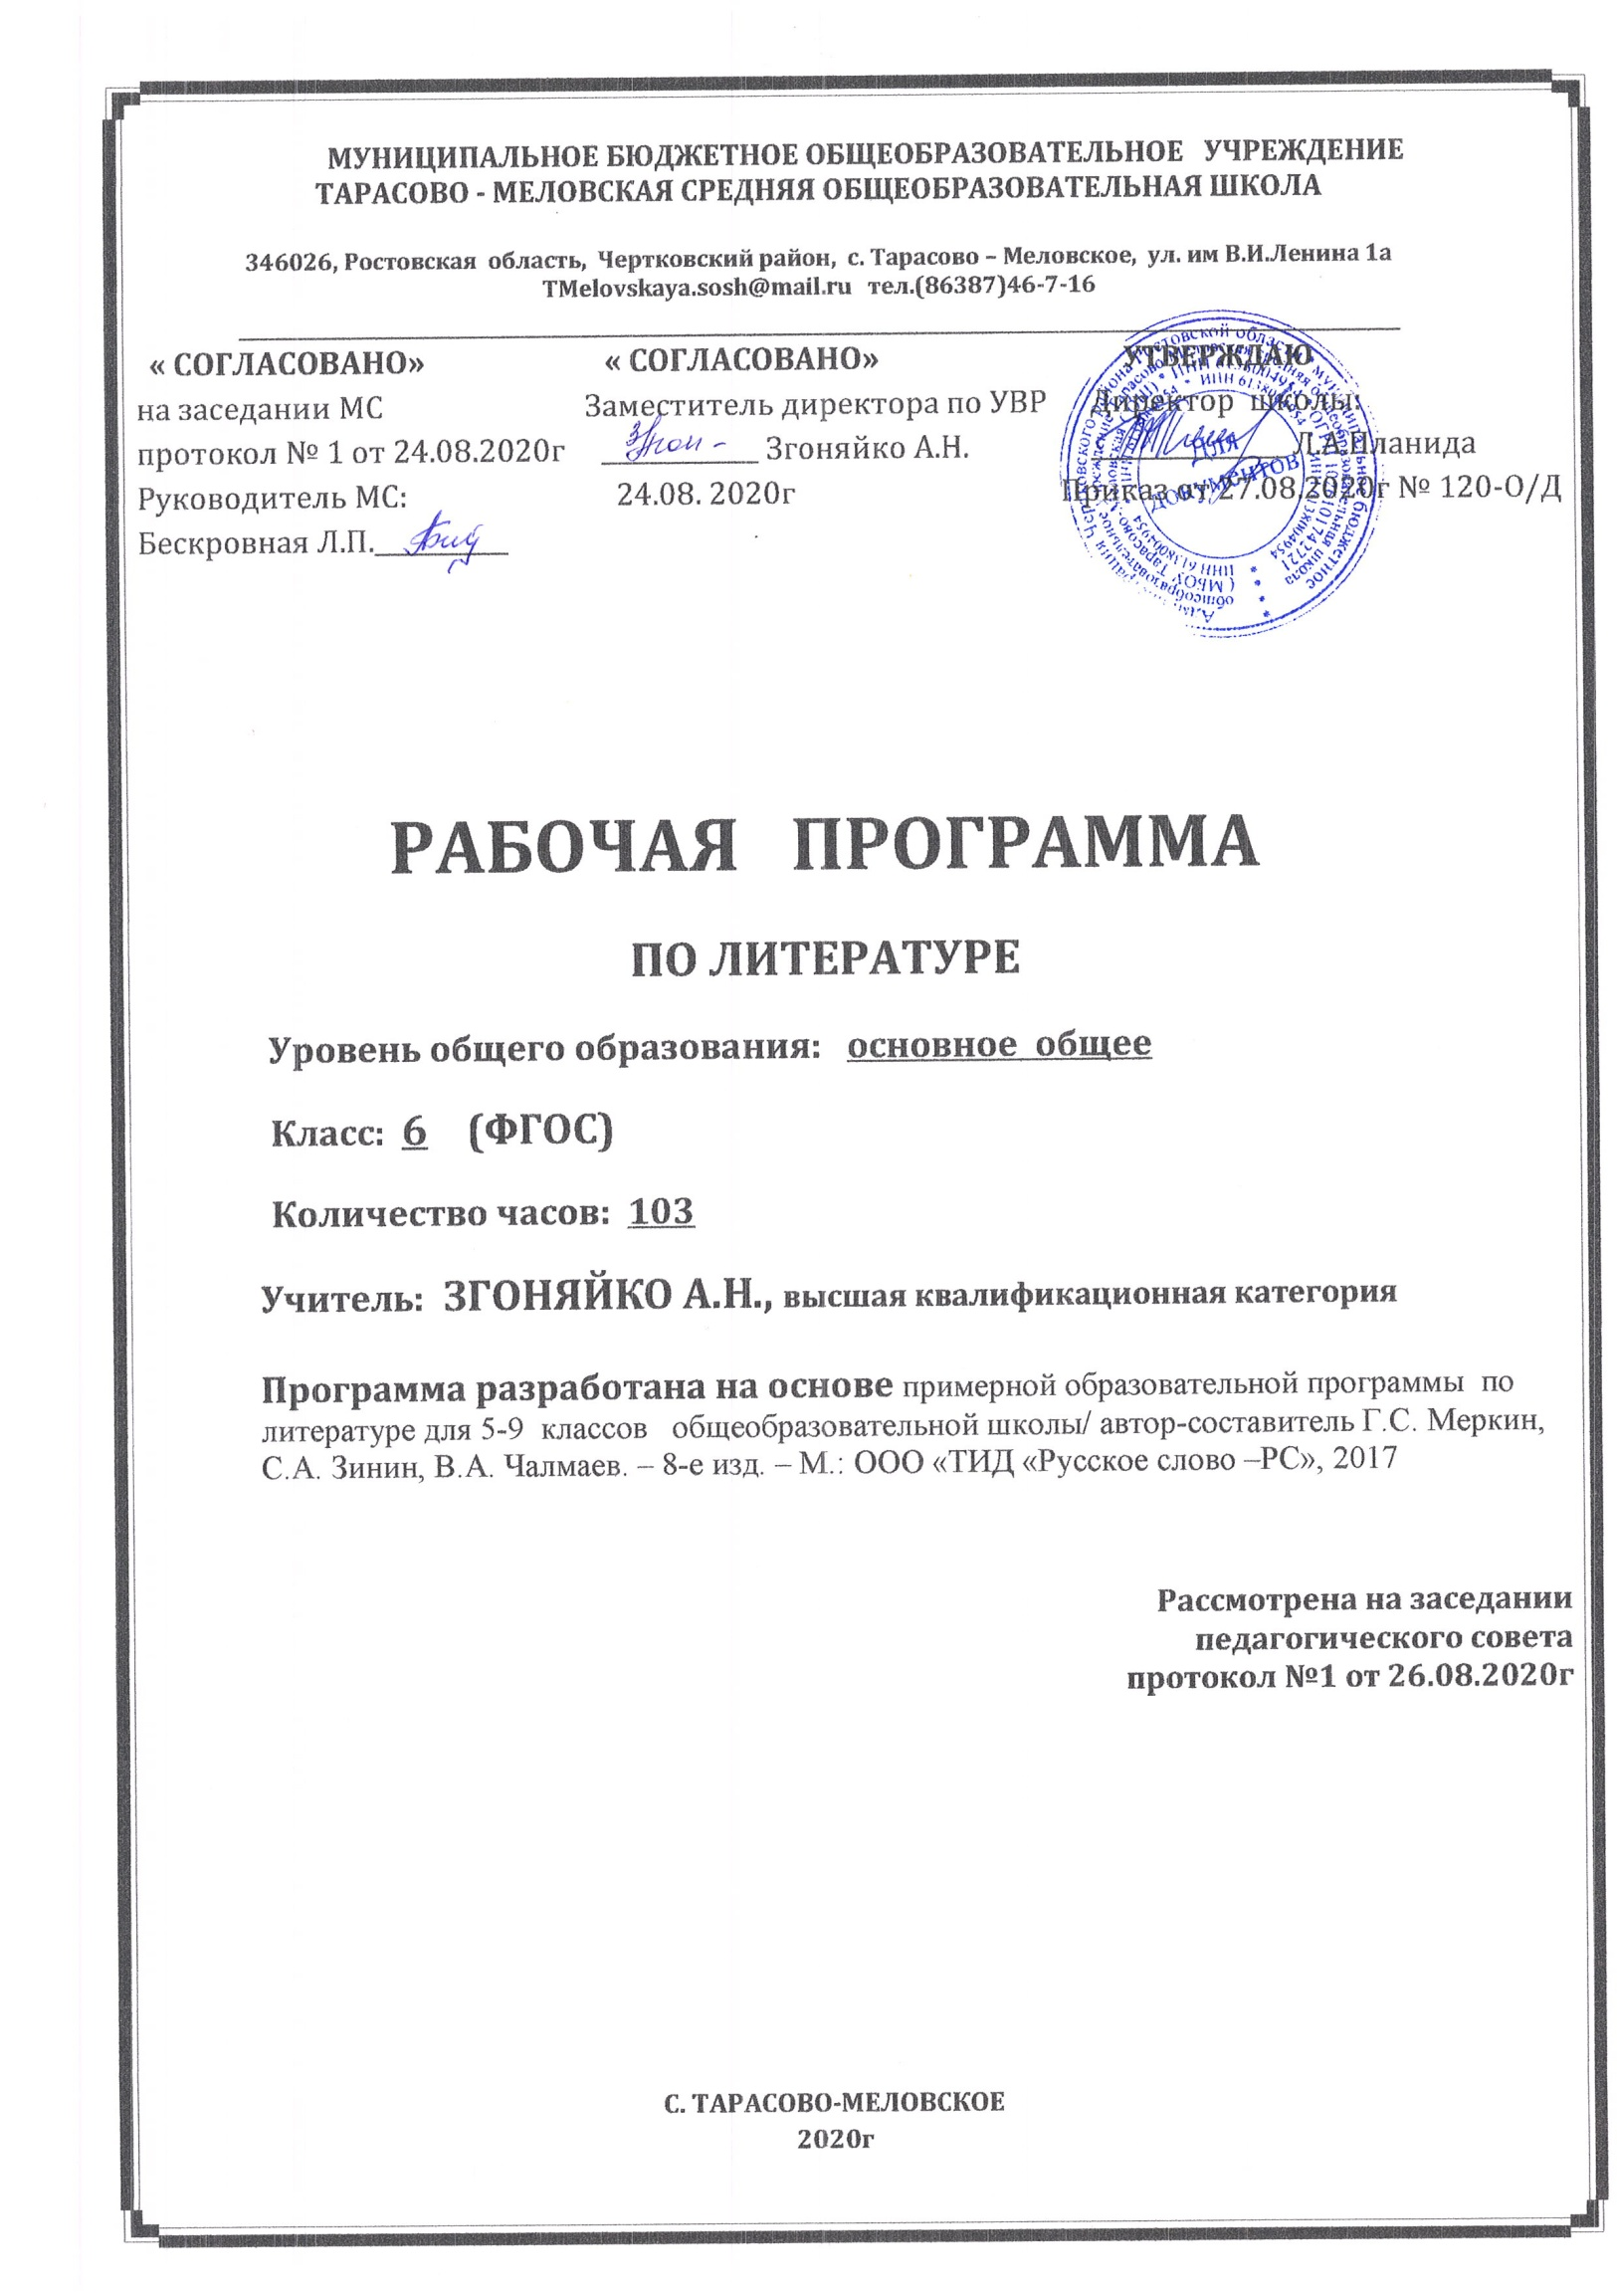 МУНИЦИПАЛЬНОЕ БЮДЖЕТНОЕ ОБЩЕОБРАЗОВАТЕЛЬНОЕ УЧРЕЖДЕНИЕ
ТАРАСОВО - МЕЛОВСКАЯ СРЕДНЯЯ ОБЩЕОБРАЗОВАТЕЛЬНАЯ ШКОЛА
346026, Ростовская область, Чертковский район, с. Тарасово – Меловское, ул. им В.И.Ленина 1а
TMelovskaya.sosh@mail.ru тел.(86387)46-7-16
« СОГЛАСОВАНО»
на заседании МС
протокол № 1 от 24.08.2020г
Руководитель МС:
Бескровная Л.П.
« СОГЛАСОВАНО»
Заместитель директора по УВР
Згоняйко А.Н.
24.08. 2020г
УТВЕРЖДАЮ
Директор школы:
Л.А.Планида
Приказ от 27.08.2020г № 120-О/Д
ДЛЯ
ДОКУМЕНТОВ
РАБОЧАЯ ПРОГРАММА
ПО ЛИТЕРАТУРЕ
Уровень общего образования: основное общее
Класс: 6 (ФГОС)
Количество часов: 103
Учитель: ЗГОНЯЙКО А.Н., высшая квалификационная категория
Программа разработана на основе примерной образовательной программы по
литературе для 5-9 классов общеобразовательной школы/ автор-составитель Г.С. Меркин,
С.А. Зинин, В.А. Чалмаев. – 8-е изд. – М.: ООО «ТИД «Русское слово –РС», 2017
Рассмотрена на заседании
педагогического совета
протокол №1 от 26.08.2020г
С. ТАРАСОВО-МЕЛОВСКОЕ
2020г